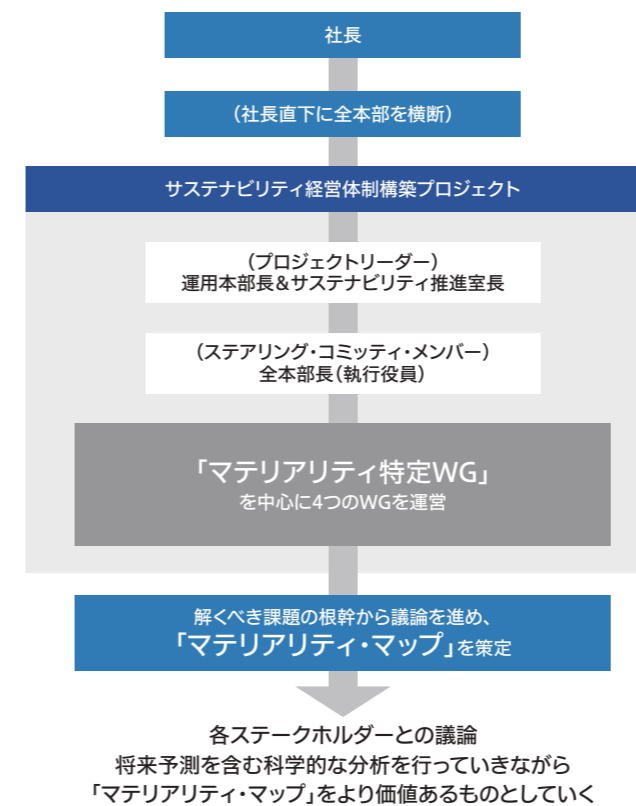 社長
(社長直下に全本部を横断)
サステナビリティ経営体制構築プロジェクト
(プロジェクトリーダー)
運用本部長&サステナビリティ推進室長
(ステアリング・コミッティ・メンバー)
全本部長(執行役員)
「マテリアリティ特定WG」
を中心に4つのWGを運営
解くべき課題の根幹から議論を進め、
「マテリアリティ・マップ」を策定
各ステークホルダーとの議論
将来予測を含む科学的な分析を行っていきながら
「マテリアリティ・マップ」をより価値あるものとしていく